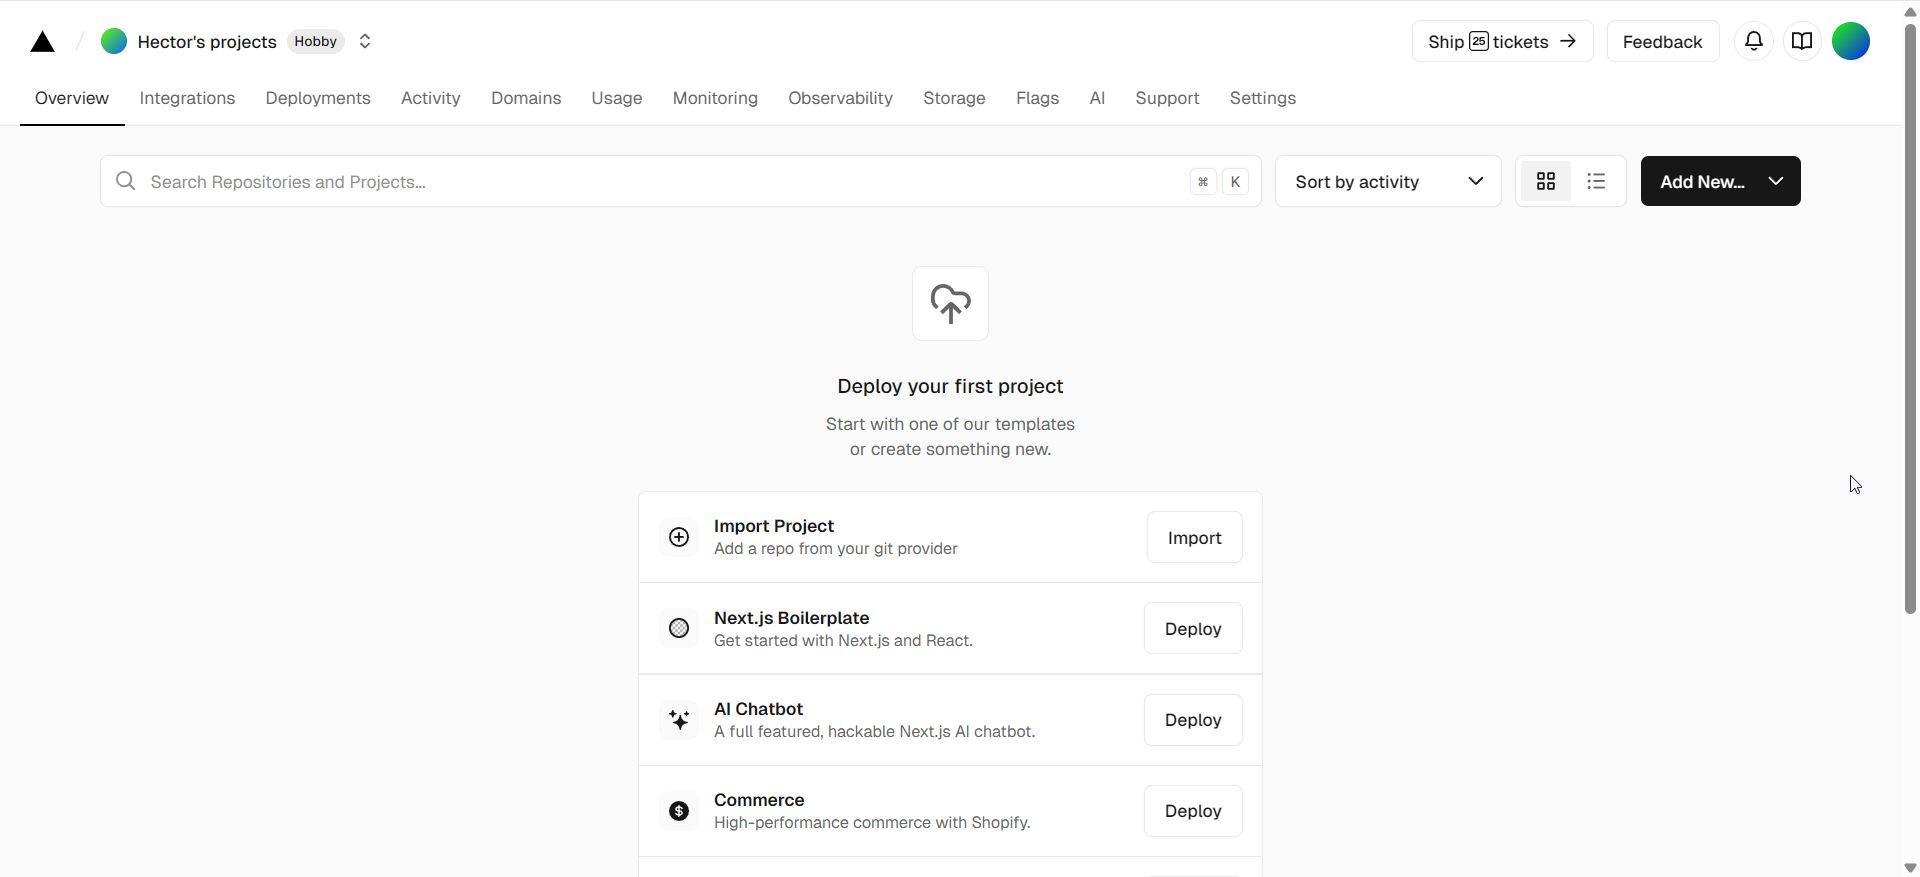 Hector's projects Hobby
Ship 25 tickets → Feedback
Overview Integrations Deployments Activity Domains Usage Monitoring Observability Storage Flags AI Support Settings
Search Repositories and Projects... ⌘ K Sort by activity Add New...
Deploy your first project
Start with one of our templates
or create something new.
Import Project
Add a repo from your git provider
Import
Next.js Boilerplate
Get started with Next.js and React.
Deploy
AI Chatbot
A full featured, hackable Next.js AI chatbot.
Deploy
Commerce
High-performance commerce with Shopify.
Deploy